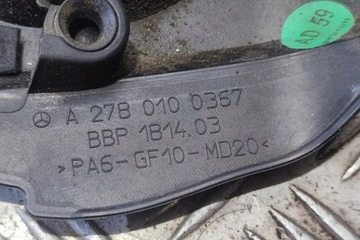 AD 59
A 278 010 0367
BBP 1814.03
>PA6-GF10-MD20<